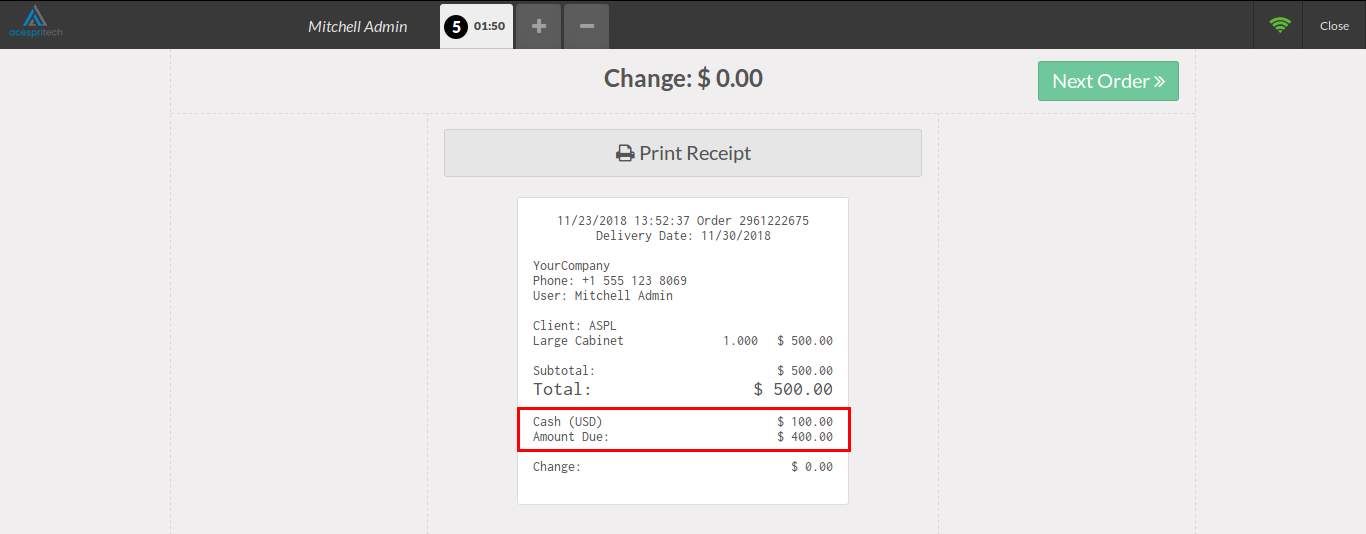 acespritech
Mitchell Admin
5 01:50
Close
Change: $ 0.00
Next Order »
Print Receipt
11/23/2018 13:52:37 Order 2961222675
Delivery Date: 11/30/2018
YourCompany
Phone: +1 555 123 8069
User: Mitchell Admin
Client: ASPL
Large Cabinet 1.000 $ 500.00
Subtotal: $ 500.00
Total: $ 500.00
Cash (USD) $ 100.00
Amount Due: $ 400.00
Change: $ 0.00